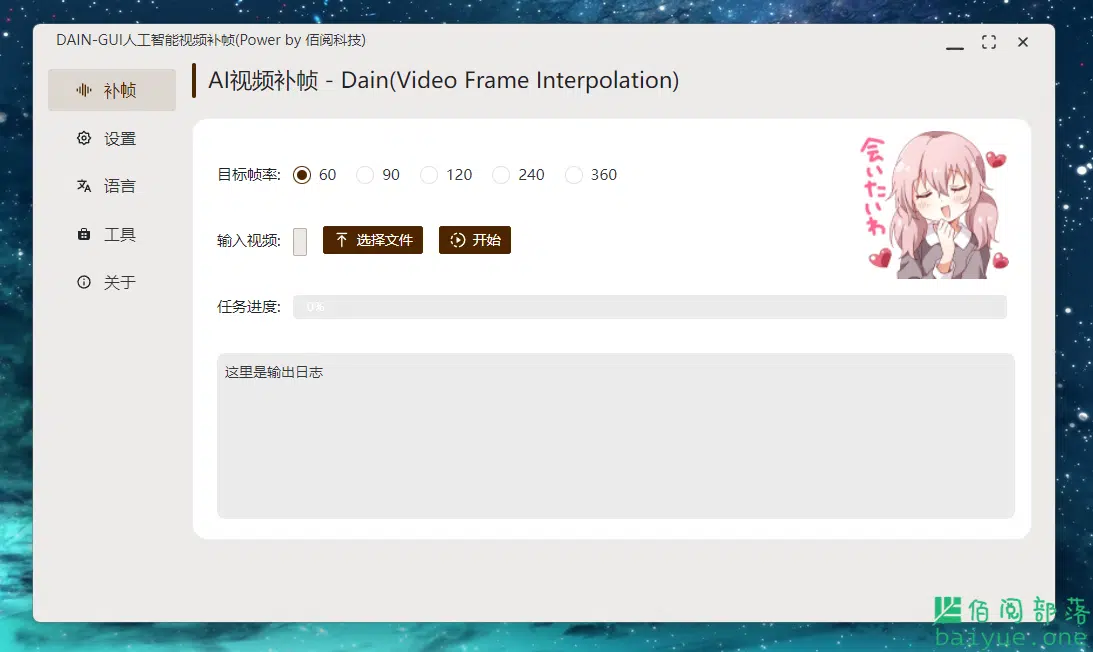 DAIN-GUI人工智能视频补帧(Power by 佰阅科技)
补帧
设置
语言
工具
关于
AI视频补帧 - Dain(Video Frame Interpolation)
目标帧率: 60 90 120 240 360
输入视频: 选择文件 开始
任务进度: 0%
这里是输出日志
会いたいわ
佰阅部落
baiyue.one